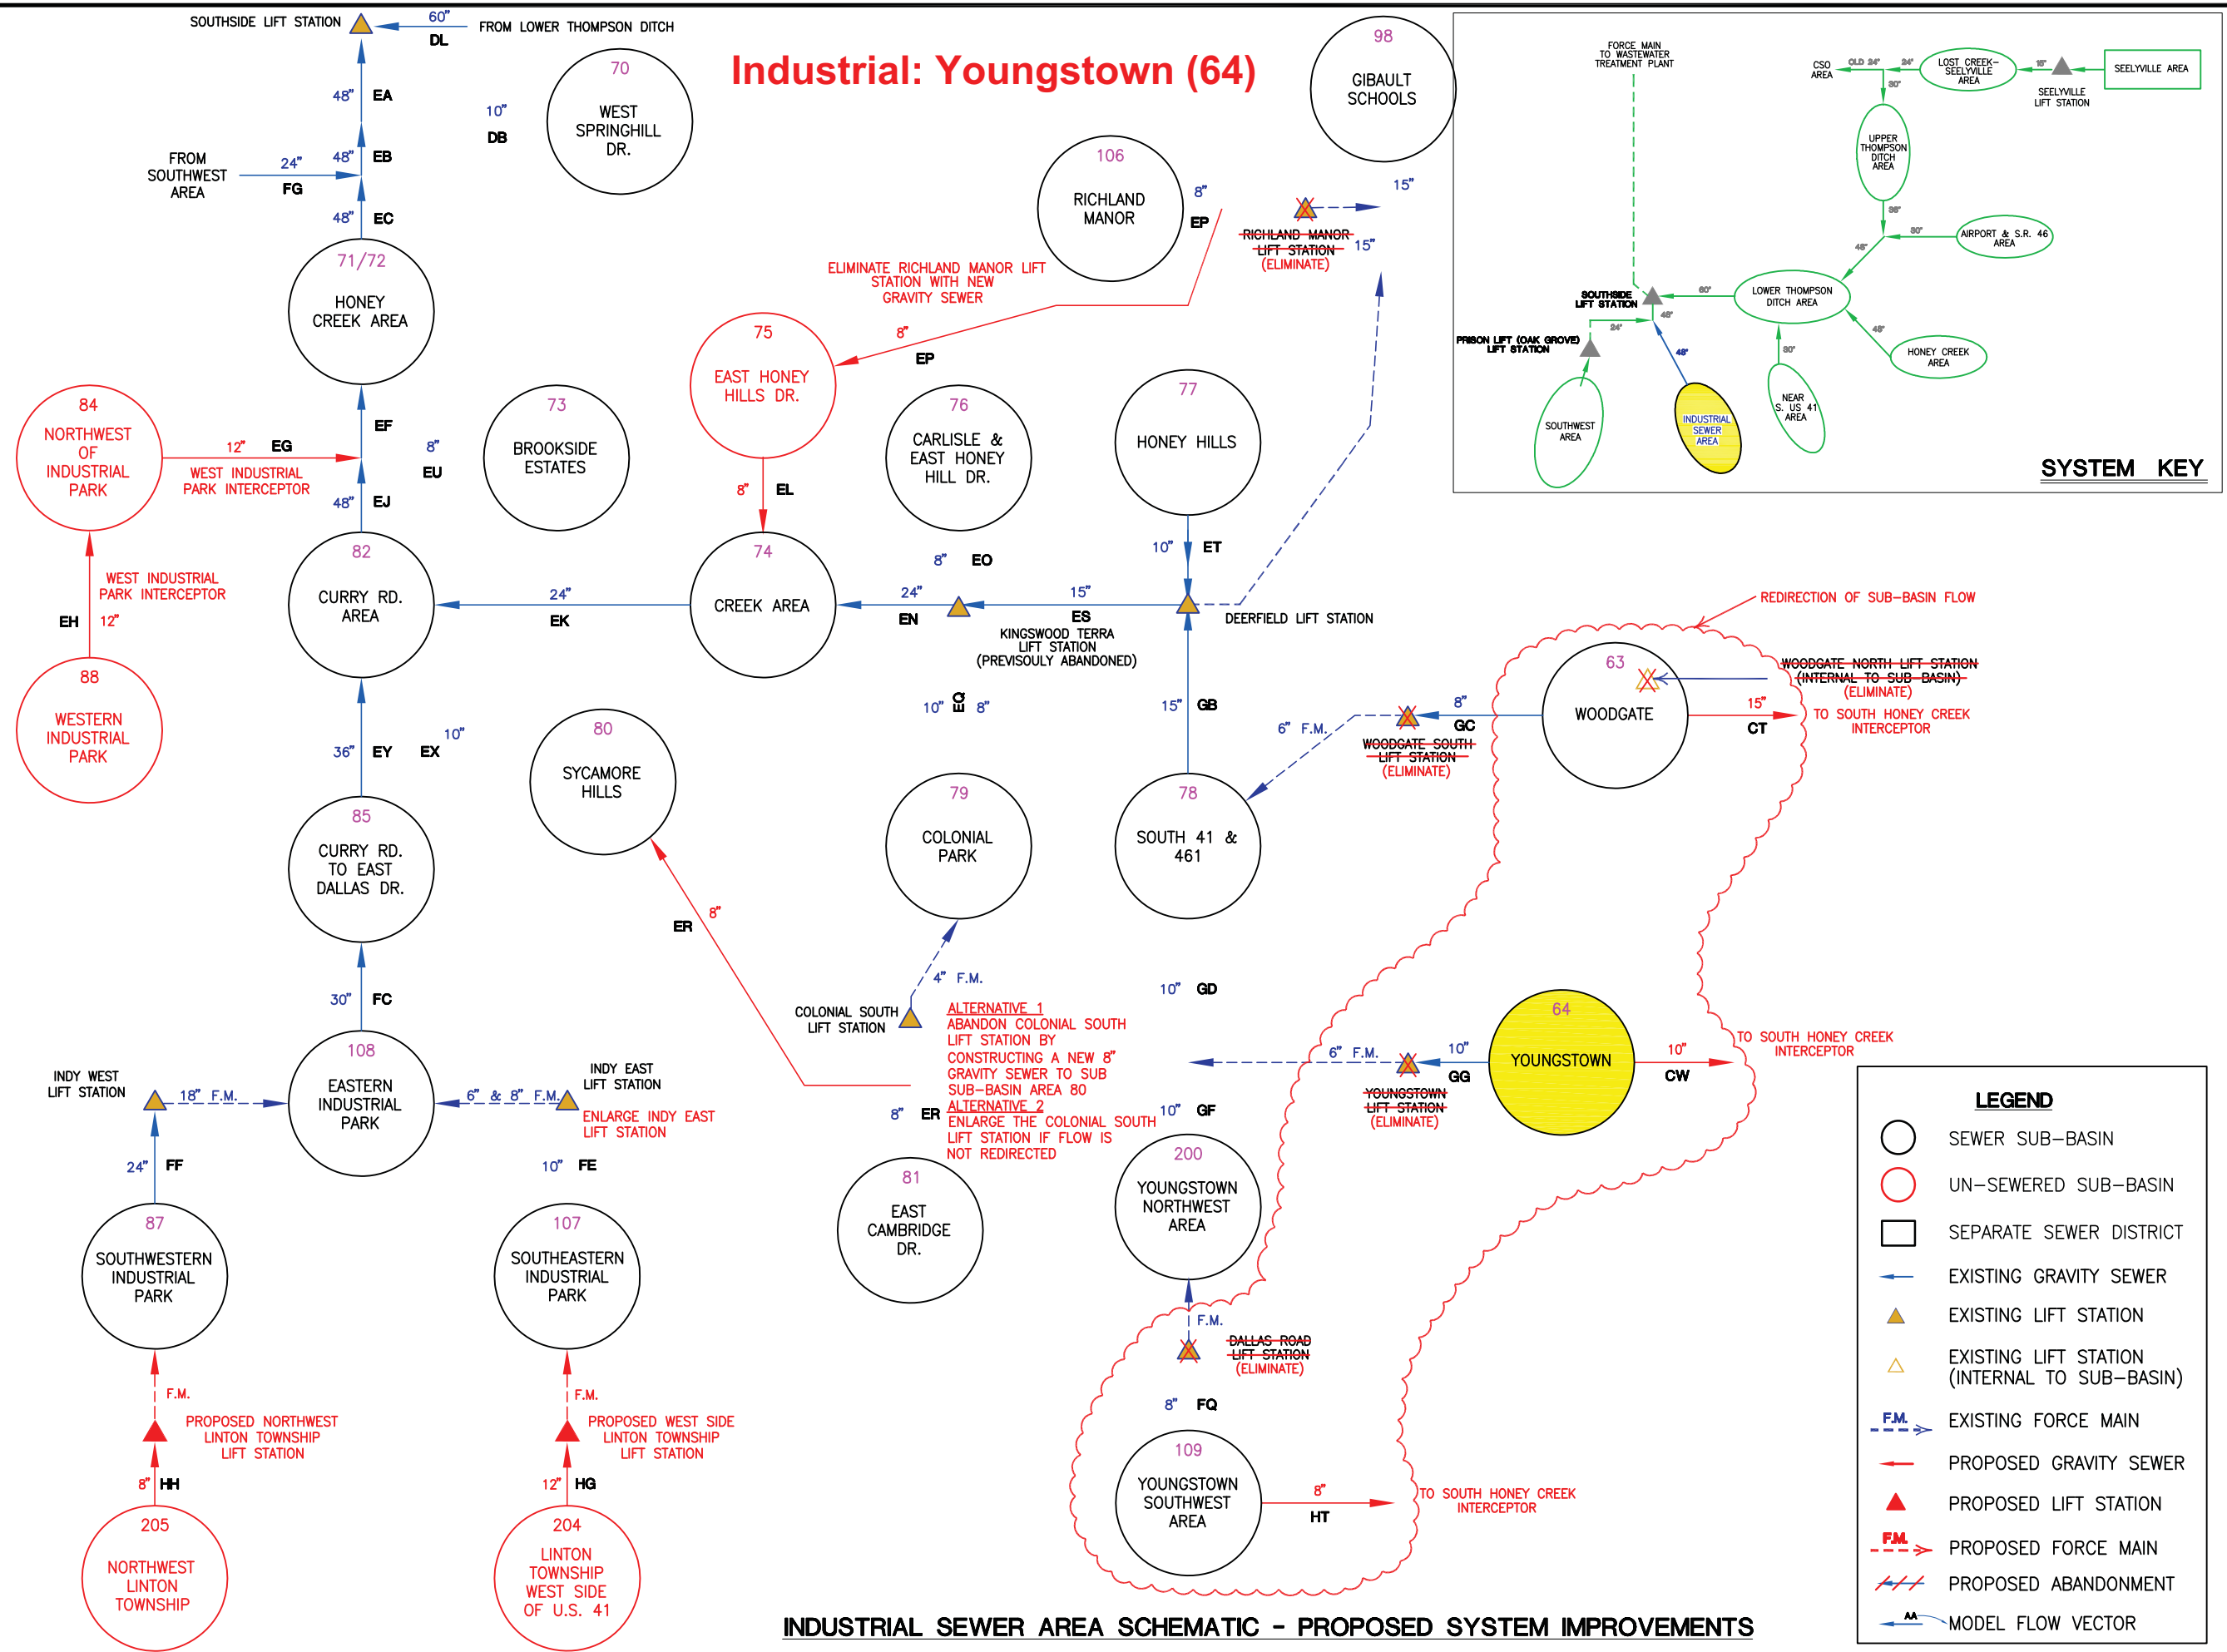 Industrial: Youngstown (64)
SOUTHSIDE LIFT STATION
60"
DL
FROM LOWER THOMPSON DITCH
48" EA
48" EB
FROM
SOUTHWEST
AREA
24"
FG
48" EC
71/72
HONEY
CREEK AREA
70
WEST
SPRINGHILL
DR.
10"
DB
98
GIBAULT
SCHOOLS
106
RICHLAND
MANOR
8"
EP
15"
RICHLAND MANOR
LIFT STATION
(ELIMINATE)
15"
ELIMINATE RICHLAND MANOR LIFT
STATION WITH NEW
GRAVITY SEWER
8"
EP
75
EAST HONEY
HILLS DR.
8" EL
84
NORTHWEST
OF
INDUSTRIAL
PARK
12" EG
WEST INDUSTRIAL
PARK INTERCEPTOR
EF
8"
EU
48" EJ
73
BROOKSIDE
ESTATES
76
CARLISLE &
EAST HONEY
HILL DR.
77
HONEY HILLS
8" EO
10" ET
WEST INDUSTRIAL
PARK INTERCEPTOR
EH 12"
82
CURRY RD.
AREA
24"
EK
74
CREEK AREA
24"
EN
15"
ES
KINGSWOOD TERRA
LIFT STATION
(PREVISOULY ABANDONED)
DEERFIELD LIFT STATION
REDIRECTION OF SUB-BASIN FLOW
88
WESTERN
INDUSTRIAL
PARK
36" EY
EX 10"
80
SYCAMORE
HILLS
10" EQ 8"
15" GB
6" F.M.
8"
GC
WOODGATE SOUTH
LIFT STATION
(ELIMINATE)
63
WOODGATE
WOODGATE NORTH LIFT STATION
(INTERNAL TO SUB-BASIN)
(ELIMINATE)
15"
CT
TO SOUTH HONEY CREEK
INTERCEPTOR
85
CURRY RD.
TO EAST
DALLAS DR.
79
COLONIAL
PARK
78
SOUTH 41 &
461
ER 8"
4" F.M.
COLONIAL SOUTH
LIFT STATION
ALTERNATIVE 1
ABANDON COLONIAL SOUTH
LIFT STATION BY
CONSTRUCTING A NEW 8"
GRAVITY SEWER TO SUB
SUB-BASIN AREA 80
ALTERNATIVE 2
ENLARGE THE COLONIAL SOUTH
LIFT STATION IF FLOW IS
NOT REDIRECTED
8" ER
10" GD
10" GF
6" F.M.
10"
GG
YOUNGSTOWN
LIFT STATION
(ELIMINATE)
64
YOUNGSTOWN
10"
CW
TO SOUTH HONEY CREEK
INTERCEPTOR
30" FC
108
EASTERN
INDUSTRIAL
PARK
INDY WEST
LIFT STATION
18" F.M.
6" & 8" F.M.
INDY EAST
LIFT STATION
ENLARGE INDY EAST
LIFT STATION
24" FF
10" FE
87
SOUTHWESTERN
INDUSTRIAL
PARK
107
SOUTHEASTERN
INDUSTRIAL
PARK
81
EAST
CAMBRIDGE
DR.
200
YOUNGSTOWN
NORTHWEST
AREA
F.M.
DALLAS ROAD
LIFT STATION
(ELIMINATE)
8" FQ
109
YOUNGSTOWN
SOUTHWEST
AREA
8"
HT
TO SOUTH HONEY CREEK
INTERCEPTOR
F.M.
PROPOSED NORTHWEST
LINTON TOWNSHIP
LIFT STATION
8" HH
205
NORTHWEST
LINTON
TOWNSHIP
F.M.
PROPOSED WEST SIDE
LINTON TOWNSHIP
LIFT STATION
12" HG
204
LINTON
TOWNSHIP
WEST SIDE
OF U.S. 41
FORCE MAIN
TO WASTEWATER
TREATMENT PLANT
CSO
AREA
OLD 24"
24"
LOST CREEK-
SEELYVILLE
AREA
15"
SEELYVILLE
LIFT STATION
SEELYVILLE AREA
30"
UPPER
THOMPSON
DITCH
AREA
36"
30"
AIRPORT & S.R. 46
AREA
48"
SOUTHSIDE
LIFT STATION
60"
LOWER THOMPSON
DITCH AREA
48"
24"
PRISON LIFT (OAK GROVE)
LIFT STATION
48"
30"
48"
HONEY CREEK
AREA
NEAR
S. US 41
AREA
SOUTHWEST
AREA
INDUSTRIAL
SEWER
AREA
SYSTEM KEY
LEGEND
SEWER SUB-BASIN
UN-SEWERED SUB-BASIN
SEPARATE SEWER DISTRICT
EXISTING GRAVITY SEWER
EXISTING LIFT STATION
EXISTING LIFT STATION
(INTERNAL TO SUB-BASIN)
F.M. EXISTING FORCE MAIN
PROPOSED GRAVITY SEWER
PROPOSED LIFT STATION
F.M. PROPOSED FORCE MAIN
PROPOSED ABANDONMENT
AA MODEL FLOW VECTOR
INDUSTRIAL SEWER AREA SCHEMATIC - PROPOSED SYSTEM IMPROVEMENTS